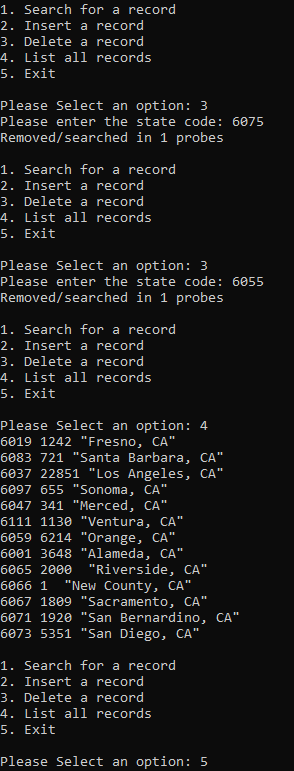 1. Search for a record
2. Insert a record
3. Delete a record
4. List all records
5. Exit
Please Select an option: 3
Please enter the state code: 6075
Removed/searched in 1 probes
1. Search for a record
2. Insert a record
3. Delete a record
4. List all records
5. Exit
Please Select an option: 3
Please enter the state code: 6055
Removed/searched in 1 probes
1. Search for a record
2. Insert a record
3. Delete a record
4. List all records
5. Exit
Please Select an option: 4
6019 1242 "Fresno, CA"
6083 721 "Santa Barbara, CA"
6037 22851 "Los Angeles, CA"
6097 655 "Sonoma, CA"
6047 341 "Merced, CA"
6111 1130 "Ventura, CA"
6059 6214 "Orange, CA"
6001 3648 "Alameda, CA"
6065 2000  "Riverside, CA"
6066 1  "New County, CA"
6067 1809 "Sacramento, CA"
6071 1920 "San Bernardino, CA"
6073 5351 "San Diego, CA"
1. Search for a record
2. Insert a record
3. Delete a record
4. List all records
5. Exit
Please Select an option: 5